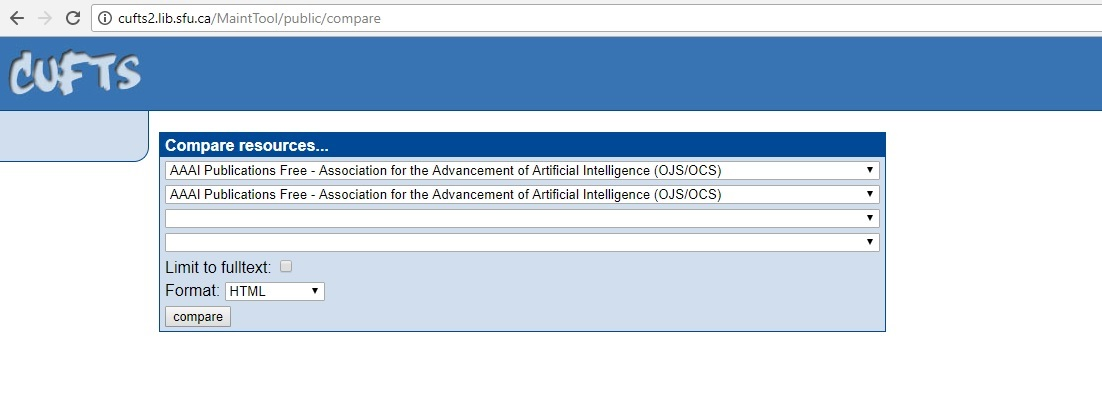 cufts2.lib.sfu.ca/MaintTool/public/compare
CUFTS
Compare resources...
AAAI Publications Free - Association for the Advancement of Artificial Intelligence (OJS/OCS)
AAAI Publications Free - Association for the Advancement of Artificial Intelligence (OJS/OCS)
Limit to fulltext:
Format: HTML
compare